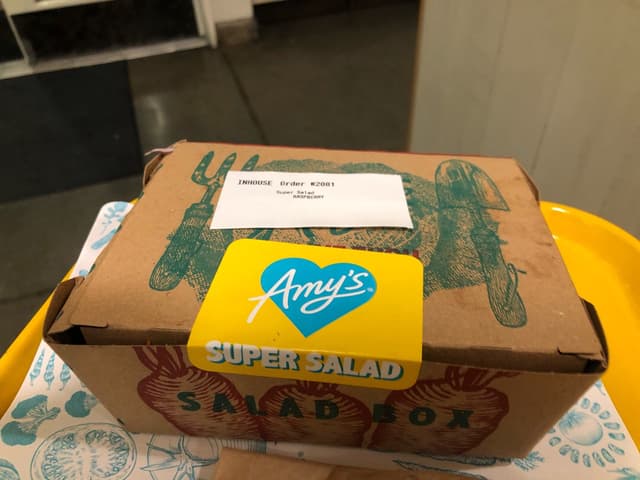 INHOUSE Order #2081
Super Salad
RASPBERRY
Amy's
SUPER SALAD
SALAD BOX